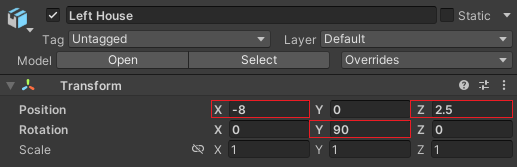 Left House Static
Tag Untagged Layer Default
Model Open Select Overrides
Transform
Position X -8 Y 0 Z 2.5
Rotation X 0 Y 90 Z 0
Scale X 1 Y 1 Z 1